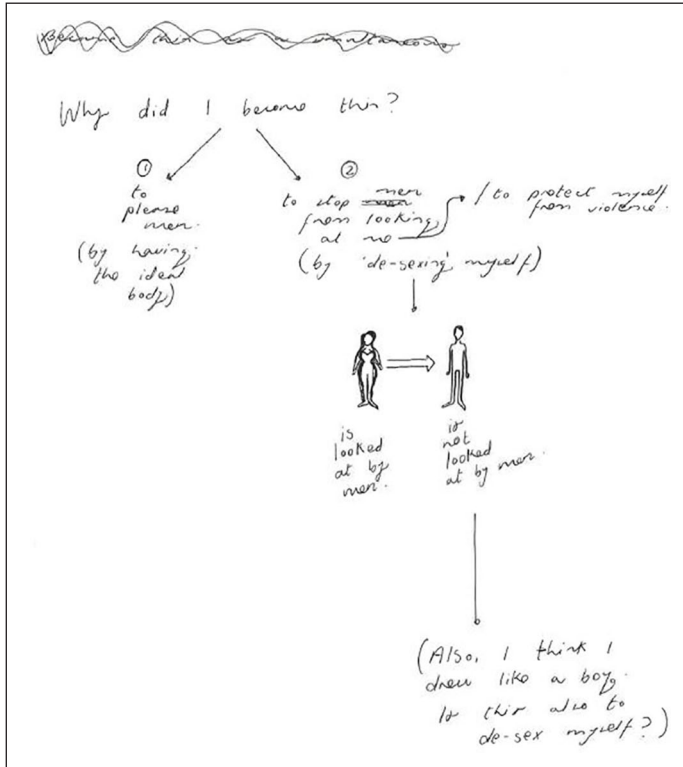 Why did I become thin?
① ②
to
please
men.
(by having
the ideal
body)
to stop men
from looking
at me
(by 'de-sexing' myself)
/ to protect myself
from violence.
is
looked
at by
men.
is
not
looked
at by men.
(Also, I think I
dress like a boy.
Is this also to
de-sex myself?)